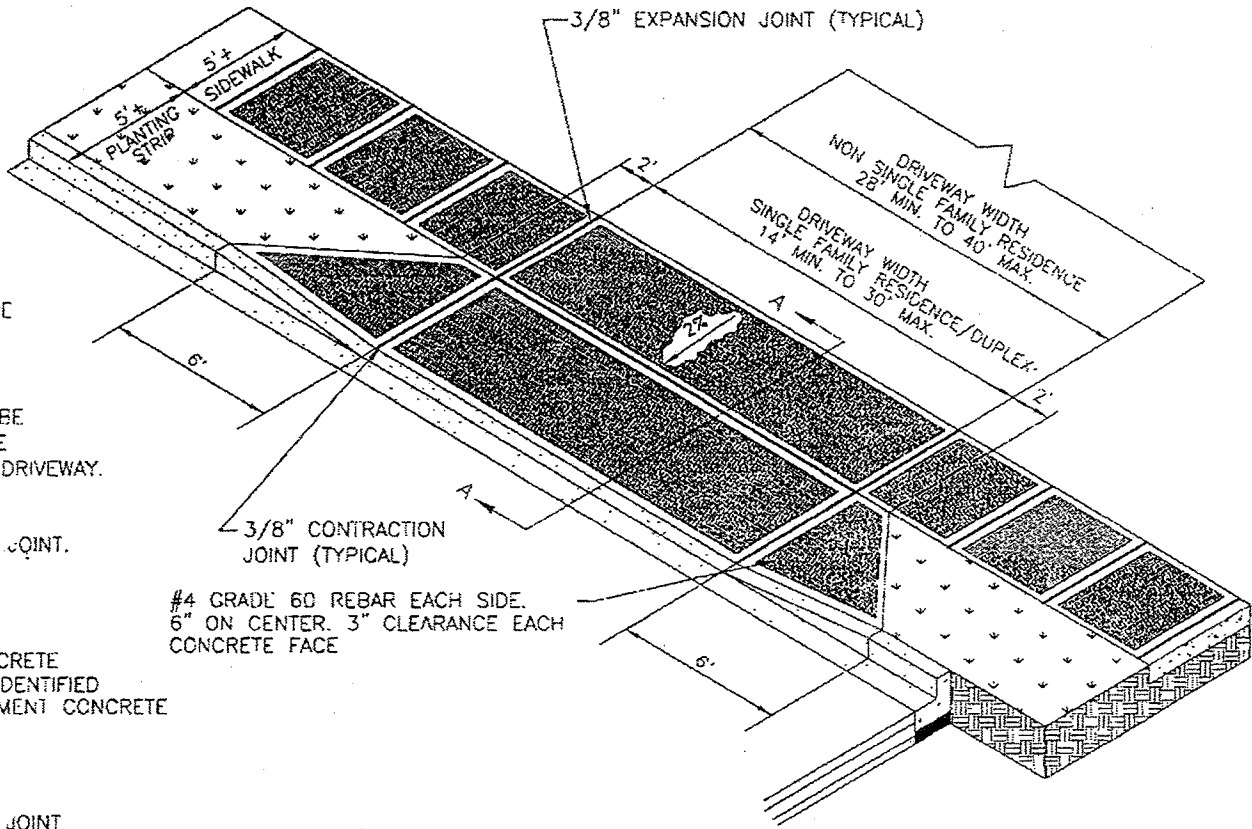 3/8" EXPANSION JOINT (TYPICAL)
5'+
SIDEWALK
5'+
PLANTING
STRIP
2'
DRIVEWAY WIDTH
NON SINGLE FAMILY RESIDENCE
28' MIN. TO 40' MAX.
DRIVEWAY WIDTH
SINGLE FAMILY RESIDENCE/DUPLEX
14' MIN. TO 30' MAX.
2'
2%
A
A
6'
BE
DRIVEWAY.
JOINT.
3/8" CONTRACTION
JOINT (TYPICAL)
#4 GRADE 60 REBAR EACH SIDE.
6" ON CENTER. 3" CLEARANCE EACH
CONCRETE FACE
6'
CRETE
DENTIFIED
MENT CONCRETE
JOINT